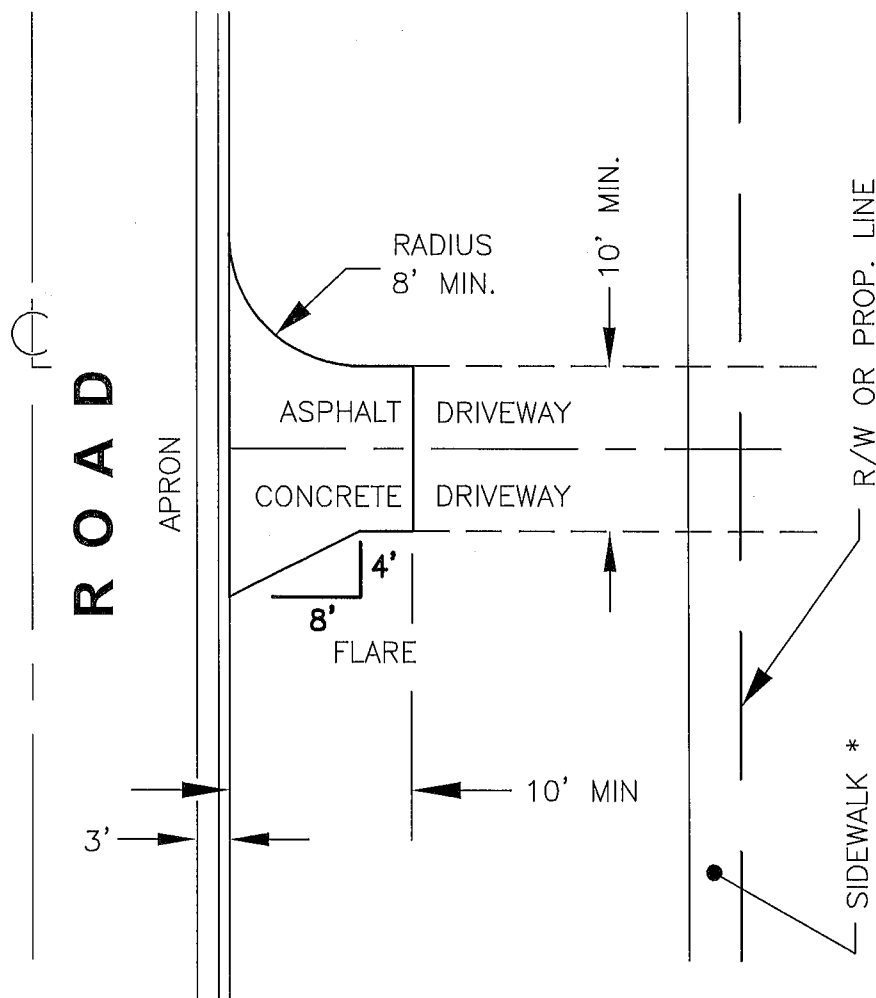 RADIUS
8' MIN.
10' MIN.
R/W OR PROP. LINE
ROAD
APRON
ASPHALT DRIVEWAY
CONCRETE DRIVEWAY
4'
8'
FLARE
10' MIN
3'
SIDEWALK *
℄